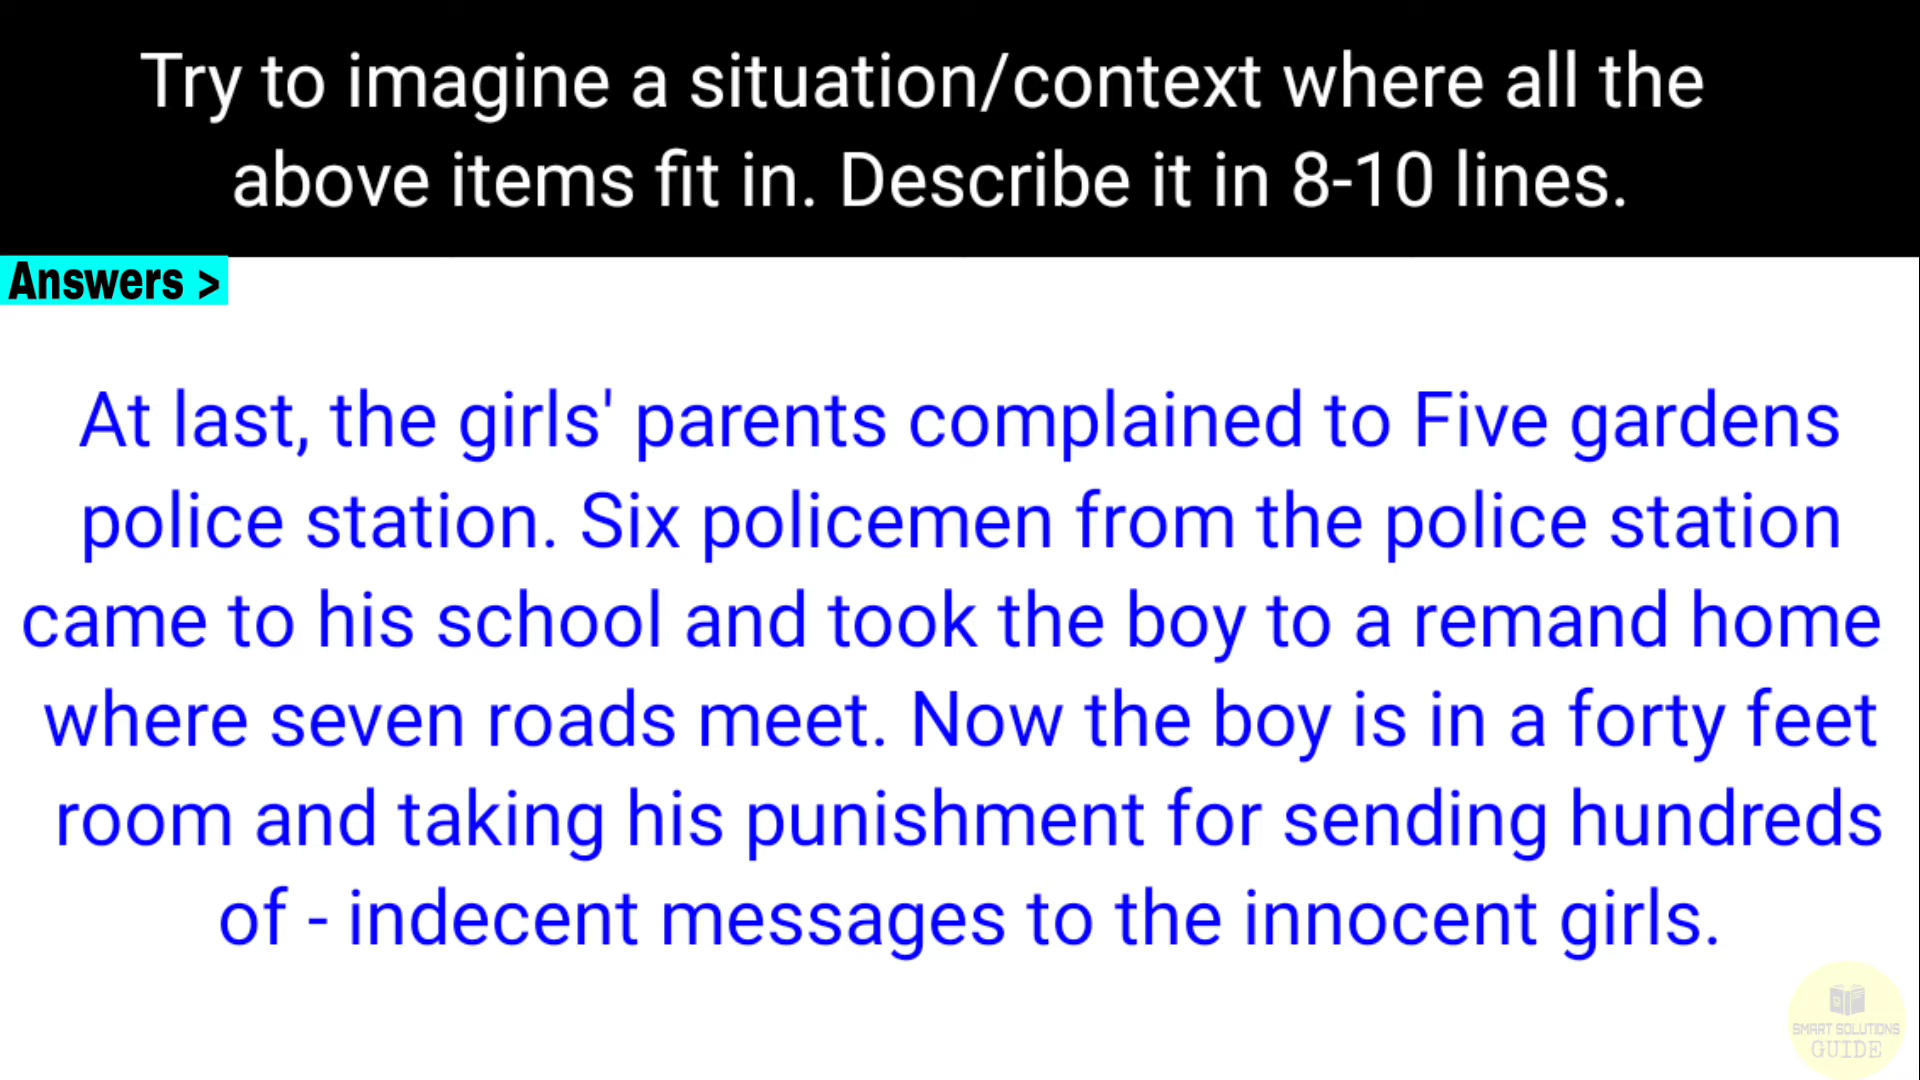 Try to imagine a situation/context where all the
above items fit in. Describe it in 8-10 lines.
Answers >
At last, the girls' parents complained to Five gardens
police station. Six policemen from the police station
came to his school and took the boy to a remand home
where seven roads meet. Now the boy is in a forty feet
room and taking his punishment for sending hundreds
of - indecent messages to the innocent girls.
SMART SOLUTIONS
GUIDE